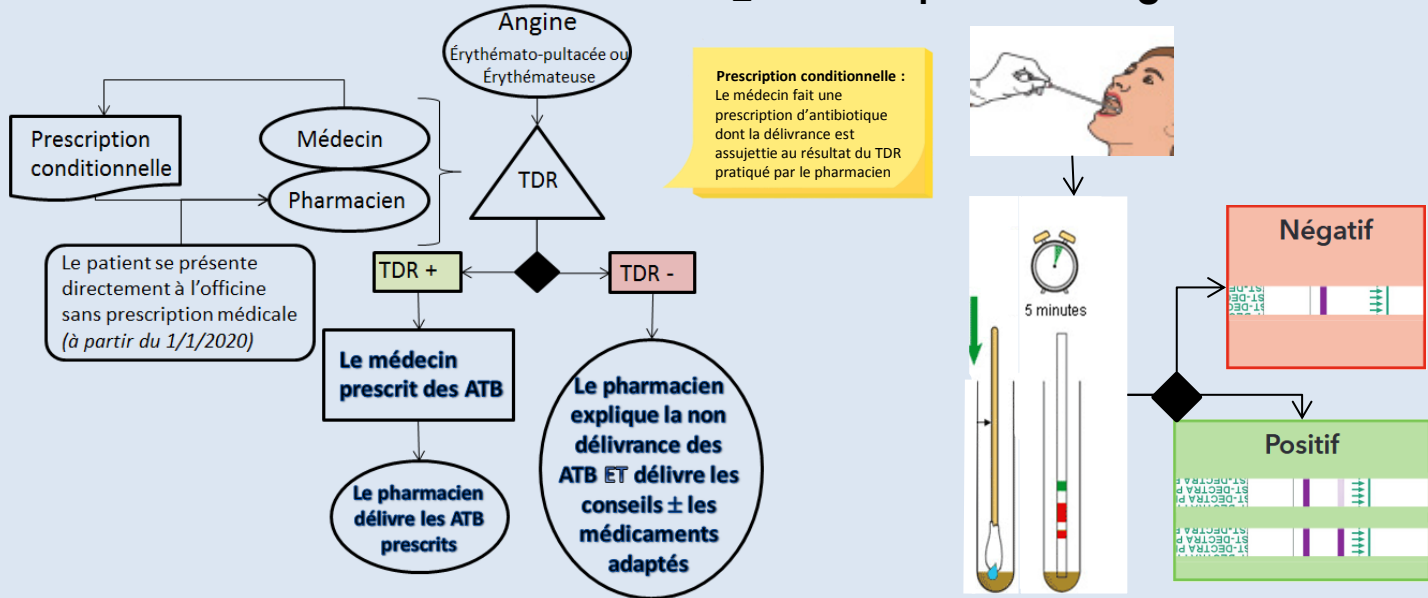 Angine
Érythémato-pultacée ou
Érythémateuse
Prescription
conditionnelle
Médecin
Pharmacien
TDR
Le patient se présente
directement à l’officine
sans prescription médicale
(à partir du 1/1/2020)
TDR +
TDR -
Le médecin
prescrit des ATB
Le pharmacien
délivre les ATB
prescrits
Le pharmacien
explique la non
délivrance des
ATB ET délivre les
conseils ± les
médicaments
adaptés
Prescription conditionnelle :
Le médecin fait une
prescription d’antibiotique
dont la délivrance est
assujettie au résultat du TDR
pratiqué par le pharmacien
5 minutes
Négatif
Positif